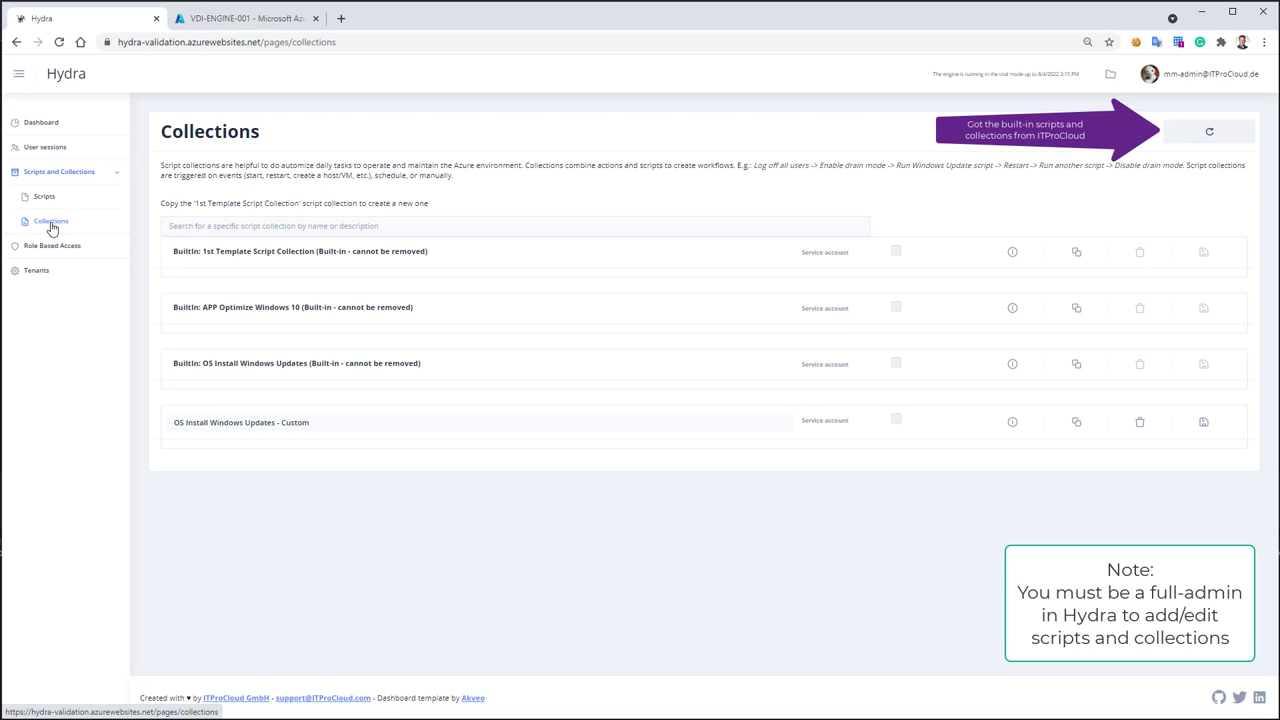 Hydra
VDI-ENGINE-001 - Microsoft Az
hydra-validation.azurewebsites.net/pages/collections
Hydra
The engine is running in the trial mode up to 8/4/2022 3:15 PM
mm-admin@ITProCloud.de
Dashboard
User sessions
Scripts and Collections
Scripts
Collections
Role Based Access
Tenants
Collections
Got the built-in scripts and
collections from ITProCloud
Script collections are helpful to do automize daily tasks to operate and maintain the Azure environment. Collections combine actions and scripts to create workflows. E.g.: Log off all users -> Enable drain mode -> Run Windows Update script -> Restart -> Run another script -> Disable drain mode. Script collections
are triggered on events (start, restart, create a host/VM, etc.), schedule, or manually.
Copy the '1st Template Script Collection' script collection to create a new one
Search for a specific script collection by name or description
BuiltIn: 1st Template Script Collection (Built-in - cannot be removed)
Service account
BuiltIn: APP Optimize Windows 10 (Built-in - cannot be removed)
Service account
BuiltIn: OS Install Windows Updates (Built-in - cannot be removed)
Service account
OS Install Windows Updates - Custom
Service account
Note:
You must be a full-admin
in Hydra to add/edit
scripts and collections
Created with ♥ by ITProCloud GmbH - support@ITProCloud.com - Dashboard template by Akveo
https://hydra-validation.azurewebsites.net/pages/collections